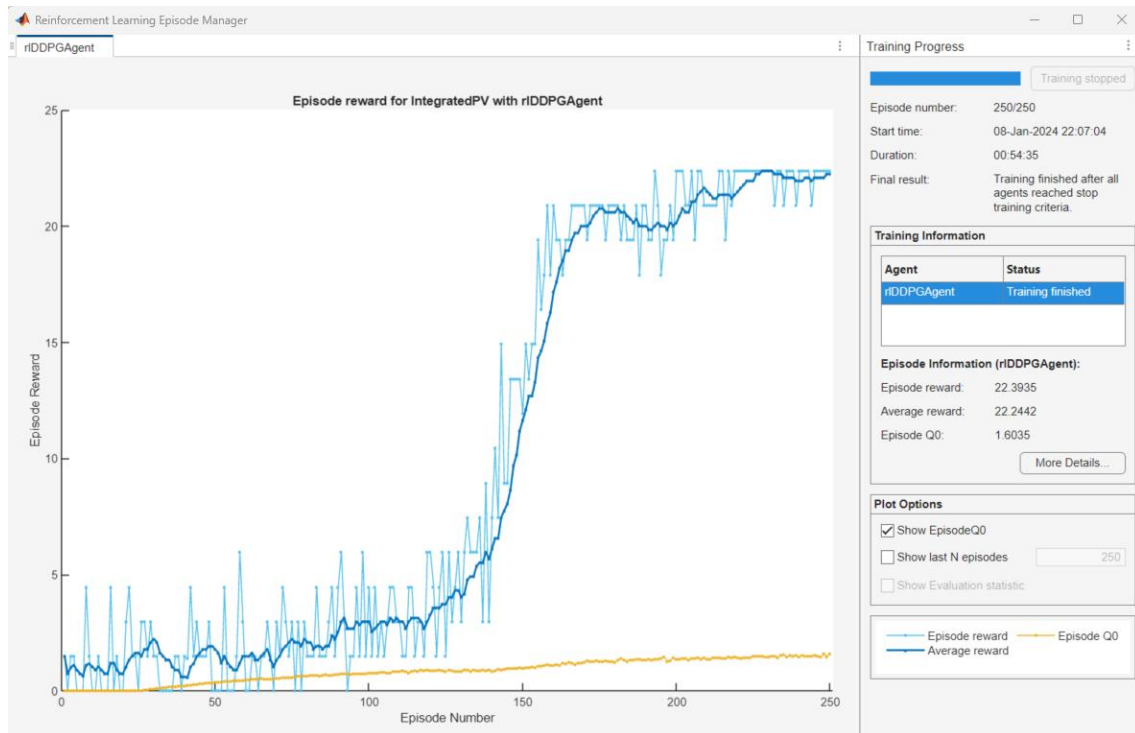 Reinforcement Learning Episode Manager
rlDDPGAgent
Episode reward for IntegratedPV with rlDDPGAgent
25
20
15
10
5
0
Episode Reward
0 50 100 150 200 250
Episode Number
Training Progress
Training stopped
Episode number: 250/250
Start time: 08-Jan-2024 22:07:04
Duration: 00:54:35
Final result: Training finished after all
agents reached stop
training criteria.
Training Information
Agent Status
rlDDPGAgent Training finished
Episode Information (rlDDPGAgent):
Episode reward: 22.3935
Average reward: 22.2442
Episode Q0: 1.6035
More Details...
Plot Options
Show EpisodeQ0
Show last N episodes 250
Show Evaluation statistic
Episode reward Episode Q0
Average reward